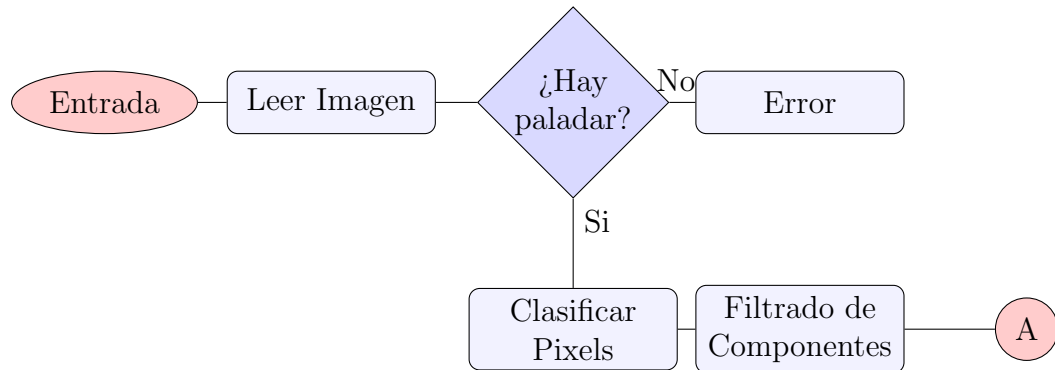 Entrada
Leer Imagen
¿Hay
paladar?
No
Error
Si
Clasificar
Pixels
Filtrado de
Componentes
A